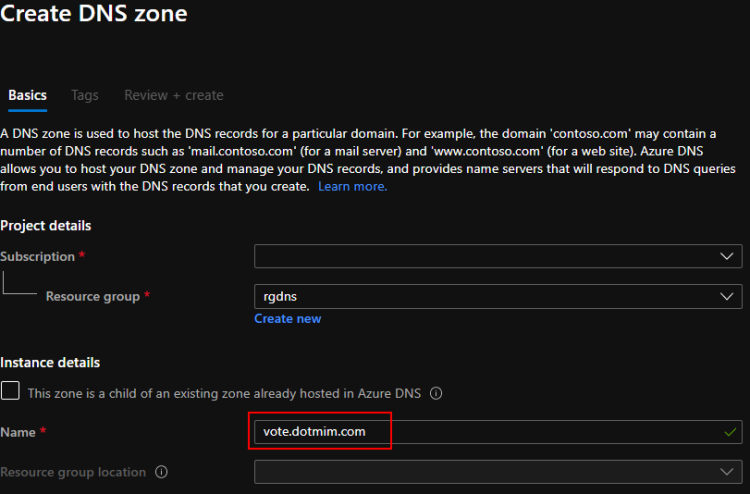 Create DNS zone
Basics Tags Review + create
A DNS zone is used to host the DNS records for a particular domain. For example, the domain 'contoso.com' may contain a
number of DNS records such as 'mail.contoso.com' (for a mail server) and 'www.contoso.com' (for a web site). Azure DNS
allows you to host your DNS zone and manage your DNS records, and provides name servers that will respond to DNS queries
from end users with the DNS records that you create. Learn more.
Project details
Subscription *
Resource group * rgdns
Create new
Instance details
This zone is a child of an existing zone already hosted in Azure DNS
Name * vote.dotmim.com
Resource group location